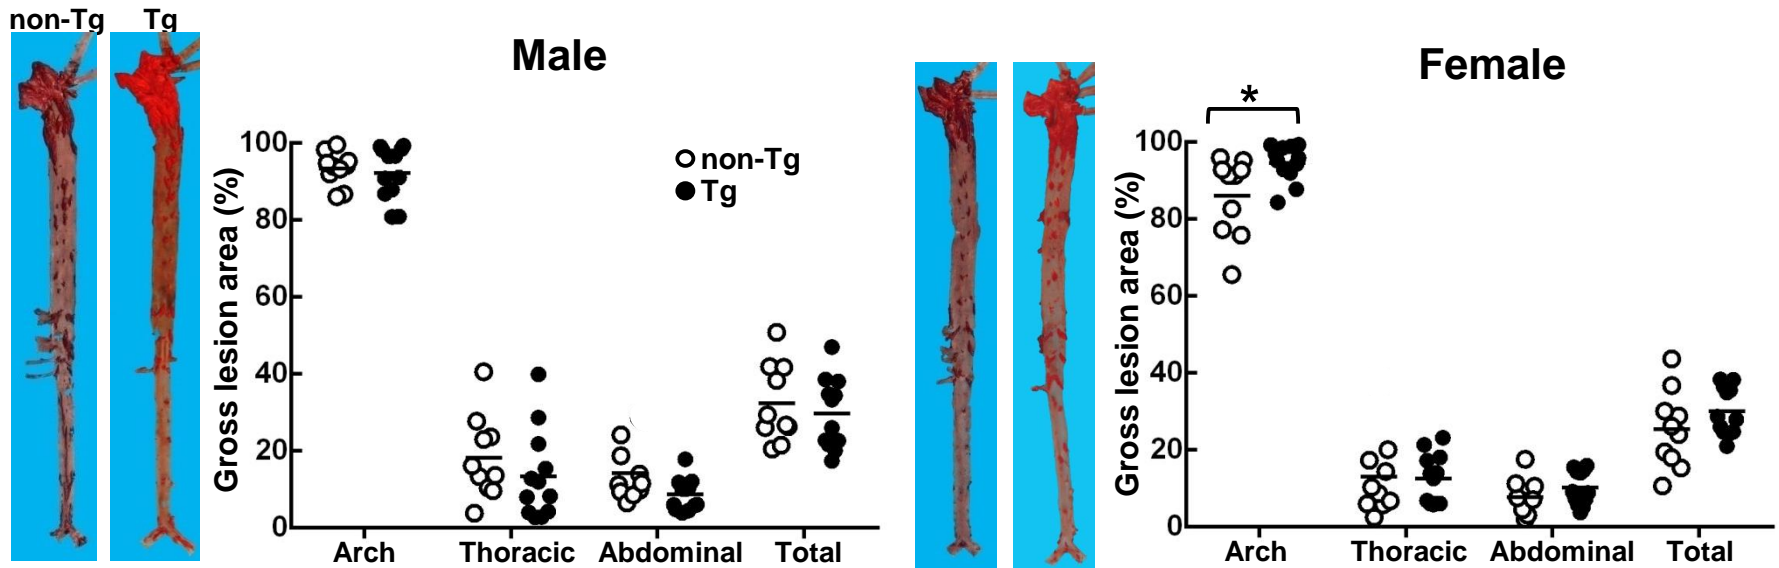 non-Tg Tg
Male
Gross lesion area (%)
100
80
60
40
20
0
non-Tg
Tg
Arch Thoracic Abdominal Total
Female
*
Gross lesion area (%)
100
80
60
40
20
0
Arch Thoracic Abdominal Total